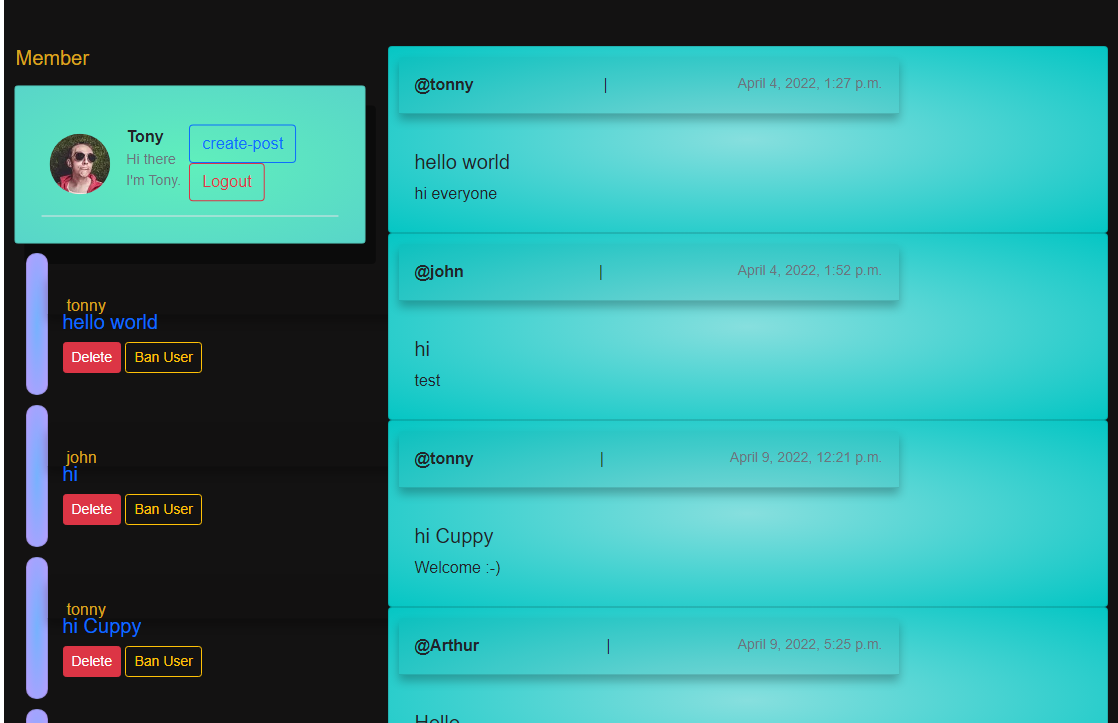 Member
Tony
Hi there
I'm Tony.
create-post
Logout
tonny
hello world
Delete Ban User
john
hi
Delete Ban User
tonny
hi Cuppy
Delete Ban User
@tonny | April 4, 2022, 1:27 p.m.
hello world
hi everyone
@john | April 4, 2022, 1:52 p.m.
hi
test
@tonny | April 9, 2022, 12:21 p.m.
hi Cuppy
Welcome :-)
@Arthur | April 9, 2022, 5:25 p.m.
Hello